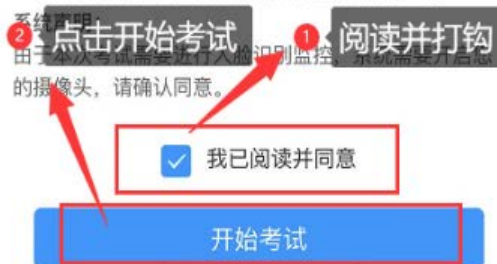 系统声明：
2 点击开始考试
1 阅读并打钩
由于本次考试需要进行人脸识别监控，系统需要开启您
的摄像头，请确认同意。
我已阅读并同意
开始考试